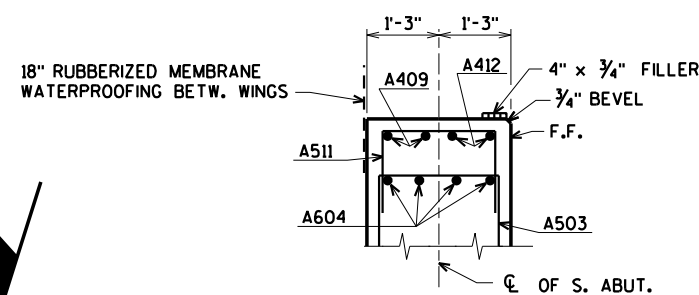 1'-3" 1'-3"
18" RUBBERIZED MEMBRANE
WATERPROOFING BETW. WINGS
A409
A412
4" x ¾" FILLER
¾" BEVEL
F.F.
A511
A604
A503
℄ OF S. ABUT.